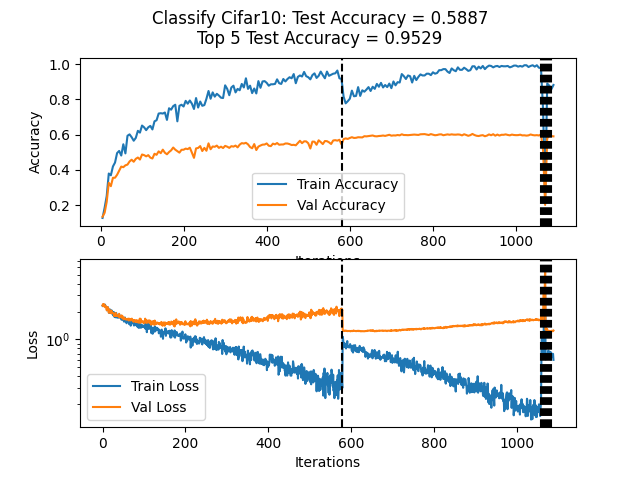 Classify Cifar10: Test Accuracy = 0.5887
Top 5 Test Accuracy = 0.9529
1.0
0.8
0.6
0.4
0.2
Accuracy
Train Accuracy
Val Accuracy
0 200 400 600 800 1000
Iterations
10⁰
Loss
Train Loss
Val Loss
0 200 400 600 800 1000
Iterations